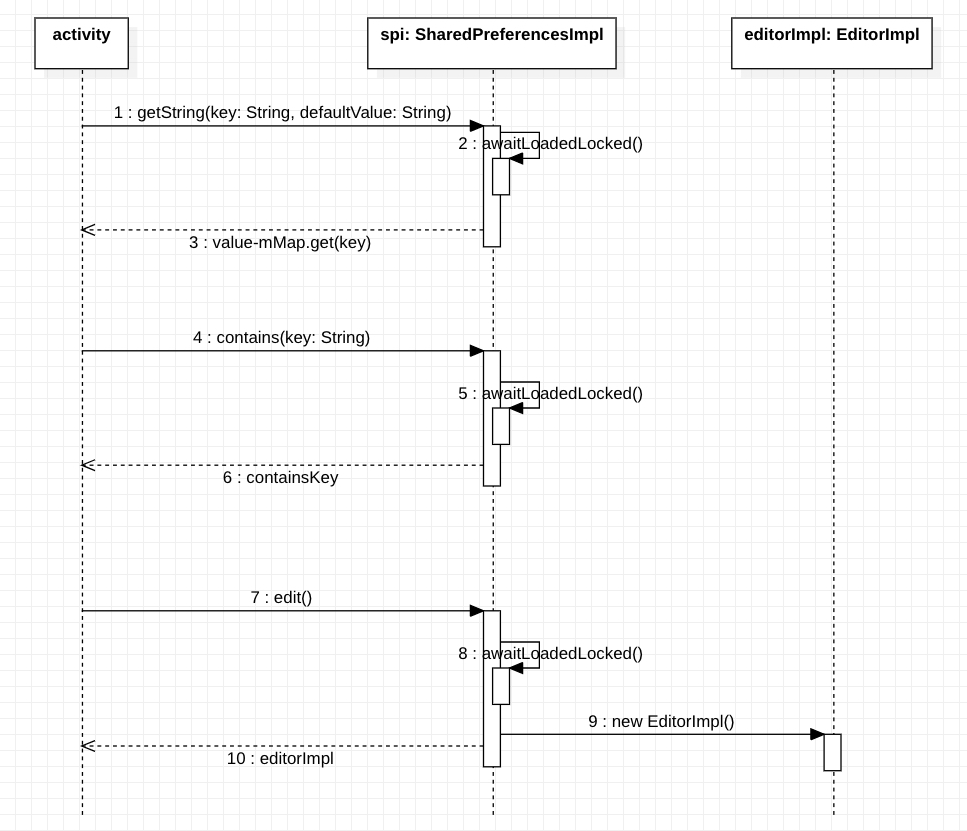 activity
spi: SharedPreferencesImpl
editorImpl: EditorImpl
1 : getString(key: String, defaultValue: String)
2 : awaitLoadedLocked()
3 : value-mMap.get(key)
4 : contains(key: String)
5 : awaitLoadedLocked()
6 : containsKey
7 : edit()
8 : awaitLoadedLocked()
9 : new EditorImpl()
10 : editorImpl